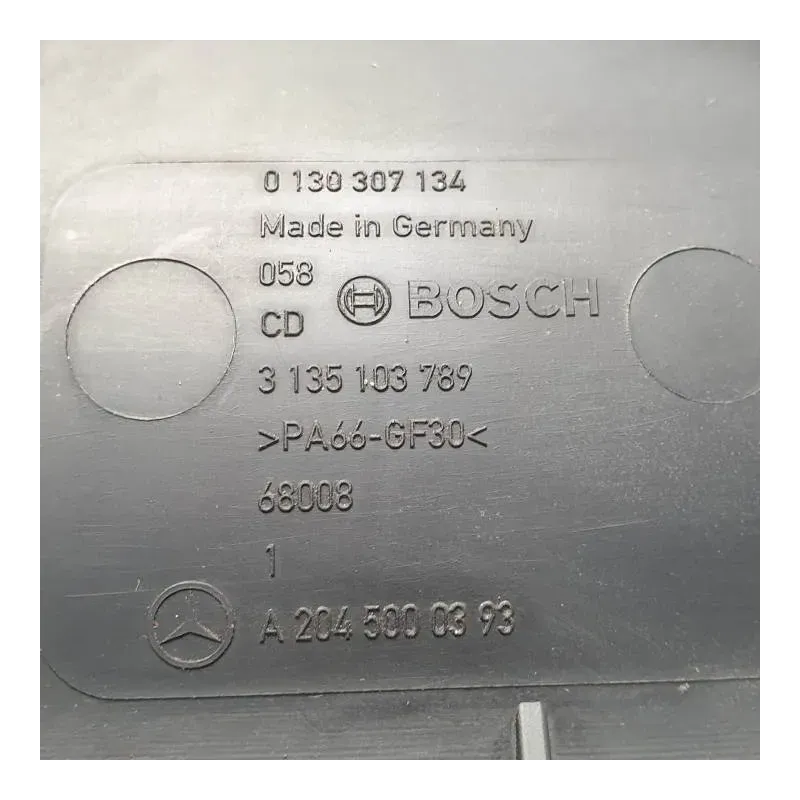 0 130 307 134
Made in Germany
058
BOSCH
CD
3 135 103 789
>PA66-GF30<
68008
1
A 204 500 03 93